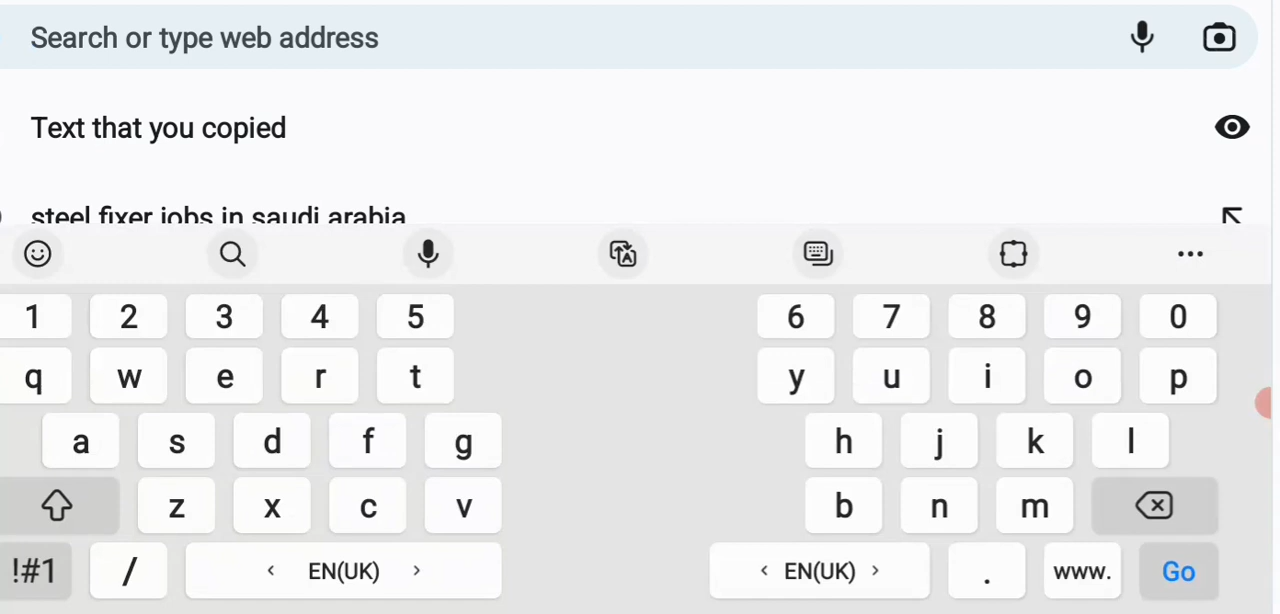 Search or type web address
Text that you copied
steel fixer jobs in saudi arabia
1 2 3 4 5 6 7 8 9 0
q w e r t y u i o p
a s d f g h j k l
z x c v b n m
!#1 / < EN(UK) > < EN(UK) > . www. Go